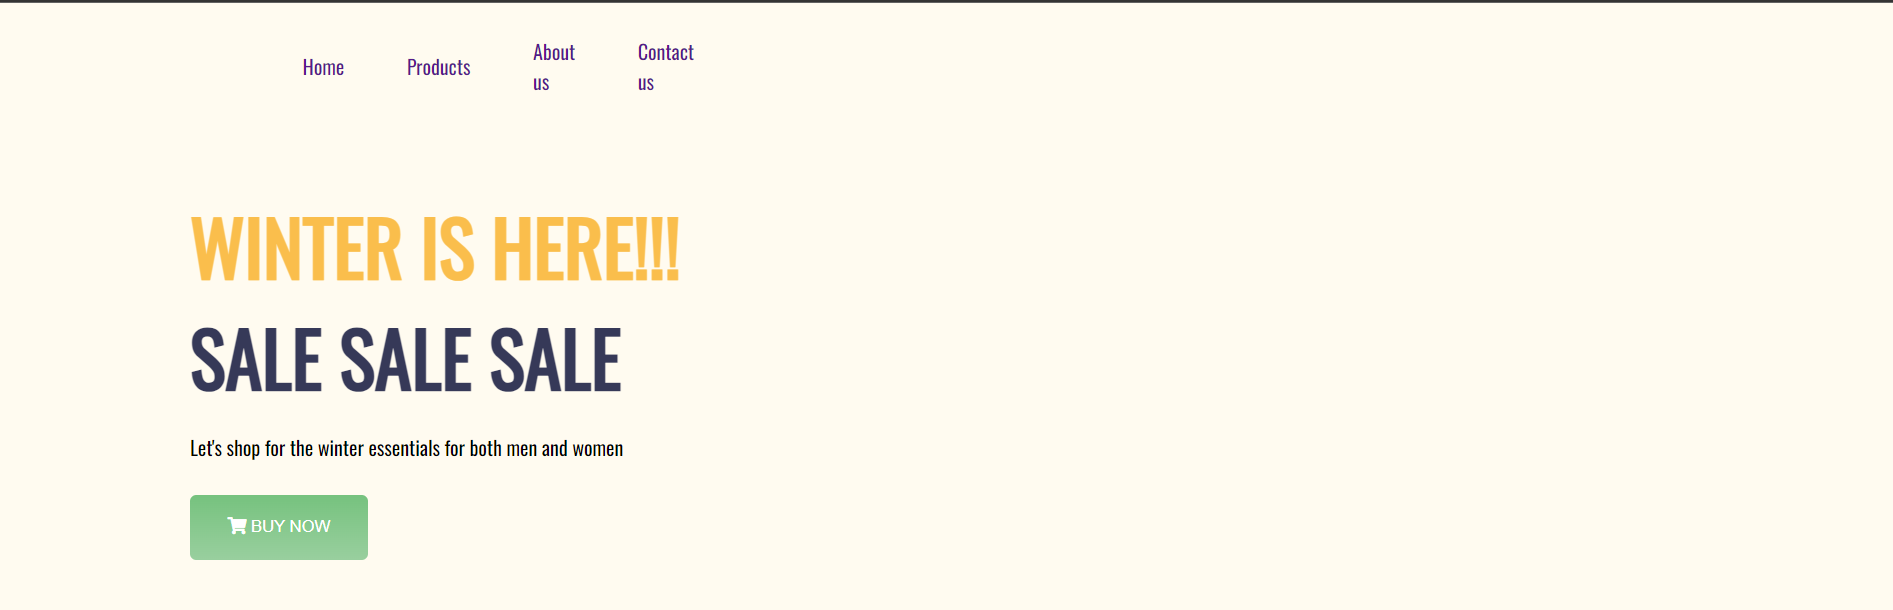 Home Products About us Contact us
WINTER IS HERE!!!
SALE SALE SALE
Let's shop for the winter essentials for both men and women
BUY NOW